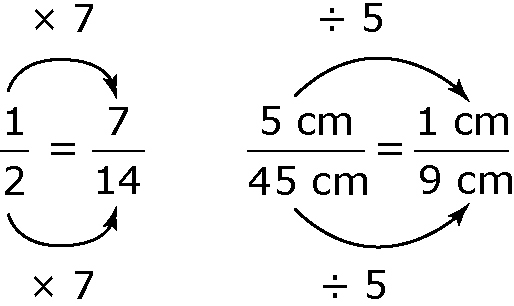 × 7 ÷ 5
1 7 5 cm 1 cm
= =
2 14 45 cm 9 cm
× 7 ÷ 5